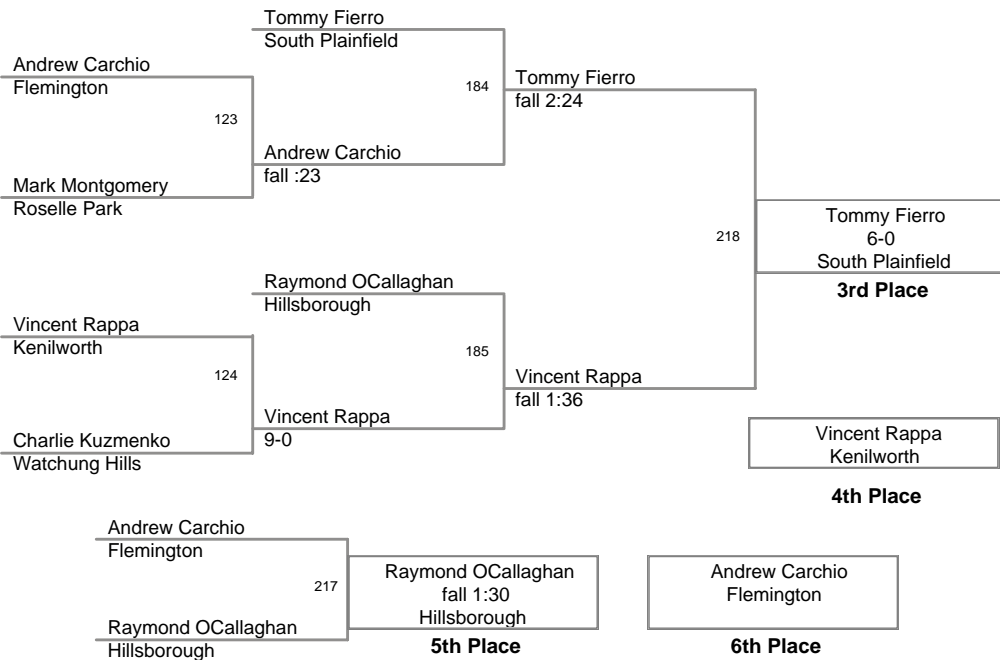 Tommy Fierro
South Plainfield
Andrew Carchio
Flemington
184
Tommy Fierro
fall 2:24
123
Andrew Carchio
fall :23
Mark Montgomery
Roselle Park
218
Tommy Fierro
6-0
South Plainfield
3rd Place
Raymond OCallaghan
Hillsborough
Vincent Rappa
Kenilworth
185
124
Vincent Rappa
fall 1:36
Vincent Rappa
9-0
Charlie Kuzmenko
Watchung Hills
Vincent Rappa
Kenilworth
4th Place
Andrew Carchio
Flemington
217
Raymond OCallaghan
Hillsborough
Raymond OCallaghan
fall 1:30
Hillsborough
5th Place
Andrew Carchio
Flemington
6th Place